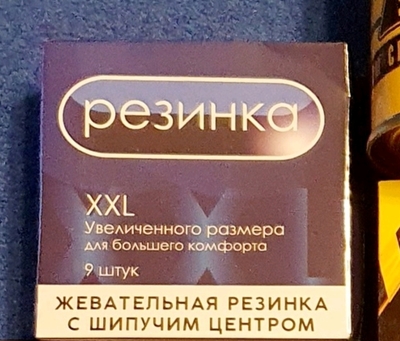 резинка
XXL
Увеличенного размера
для большего комфорта
9 штук
ЖЕВАТЕЛЬНАЯ РЕЗИНКА
С ШИПУЧИМ ЦЕНТРОМ